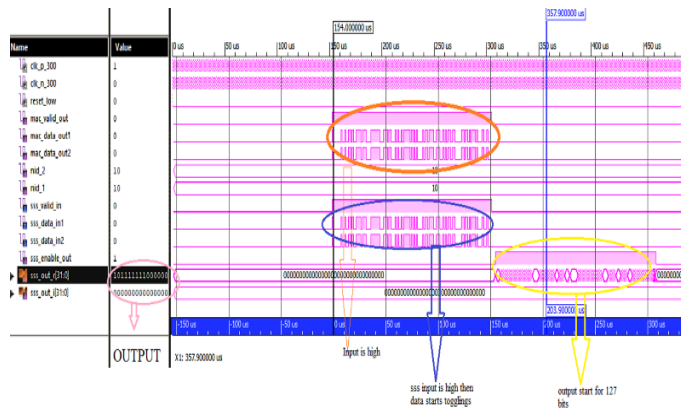 357.900000 us
154.000000 us
Name Value 0 us 50 us 100 us 150 us 200 us 250 us 300 us 350 us 400 us 450 us
clk_p_300 1
clk_n_300 0
reset_low 0
mac_valid_out 0
mac_data_out1 0
mac_data_out2 0
nid_2 10 10
nid_1 10 10
sss_valid_in 0
sss_data_in1 0
sss_data_in2 0
sss_enable_out 1
sss_out_r[31:0]
sss_out_i[31:0]
-150 us -100 us -50 us 0 us 50 us 100 us 150 us 200 us 250 us 300 us
203.900000 us
OUTPUT X1: 357.900000 us
Input is high
sss input is high then
data starts togglings
output start for 127
bits